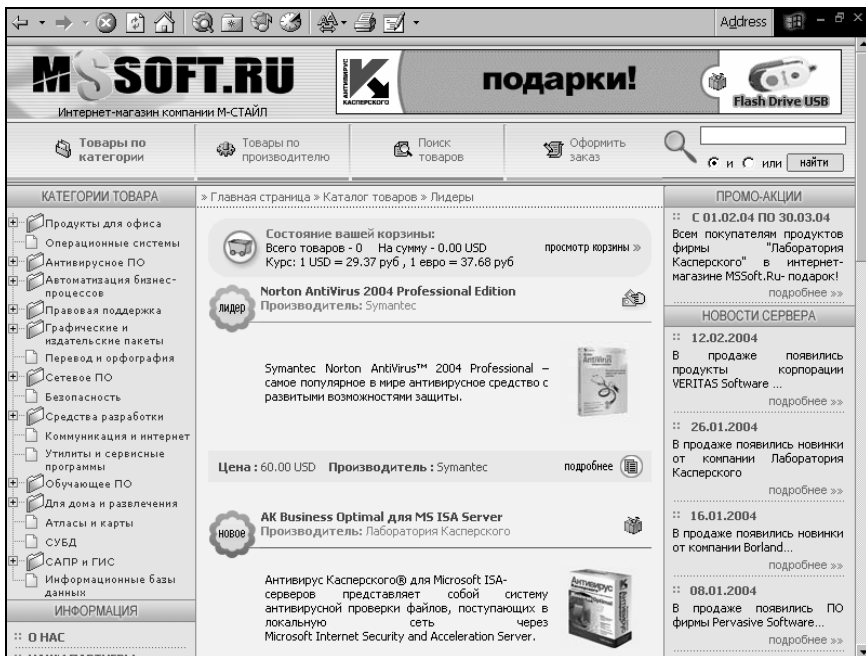 Address
MSSOFT.RU
Интернет-магазин компании М-СТАЙЛ
АНТИВИРУС
КАСПЕРСКОГО
подарки!
Flash Drive USB
Товары по
категории
Товары по
производителю
Поиск
товаров
Оформить
заказ
и или найти
КАТЕГОРИИ ТОВАРА
Продукты для офиса
Операционные системы
Антивирусное ПО
Автоматизация бизнес-
процессов
Правовая поддержка
Графические и
издательские пакеты
Перевод и орфография
Сетевое ПО
Безопасность
Средства разработки
Коммуникация и интернет
Утилиты и сервисные
программы
Обучающее ПО
Для дома и развлечения
Атласы и карты
СУБД
САПР и ГИС
Информационные базы
данных
ИНФОРМАЦИЯ
:: О НАС
» Главная страница » Каталог товаров » Лидеры
Состояние вашей корзины:
Всего товаров - 0 На сумму - 0.00 USD
просмотр корзины »
Курс: 1 USD = 29.37 руб , 1 евро = 37.68 руб
лидер
Norton AntiVirus 2004 Professional Edition
Производитель: Symantec
Symantec Norton AntiVirus™ 2004 Professional –
самое популярное в мире антивирусное средство с
развитыми возможностями защиты.
Цена : 60.00 USD Производитель : Symantec
подробнее
новое
AK Business Optimal для MS ISA Server
Производитель: Лаборатория Касперского
Антивирус Касперского® для Microsoft ISA-
серверов представляет собой систему
антивирусной проверки файлов, поступающих в
локальную сеть через
Microsoft Internet Security and Acceleration Server.
ПРОМО-АКЦИИ
:: С 01.02.04 ПО 30.03.04
Всем покупателям продуктов
фирмы "Лаборатория
Касперского" в интернет-
магазине MSSoft.Ru- подарок!
подробнее »»
НОВОСТИ СЕРВЕРА
:: 12.02.2004
В продаже появились
продукты корпорации
VERITAS Software ...
подробнее »»
:: 26.01.2004
В продаже появились новинки
от компании Лаборатория
Касперского
подробнее »»
:: 16.01.2004
В продаже появились новинки
от компании Borland...
подробнее »»
:: 08.01.2004
В продаже появились ПО
фирмы Pervasive Software...
подробнее »»